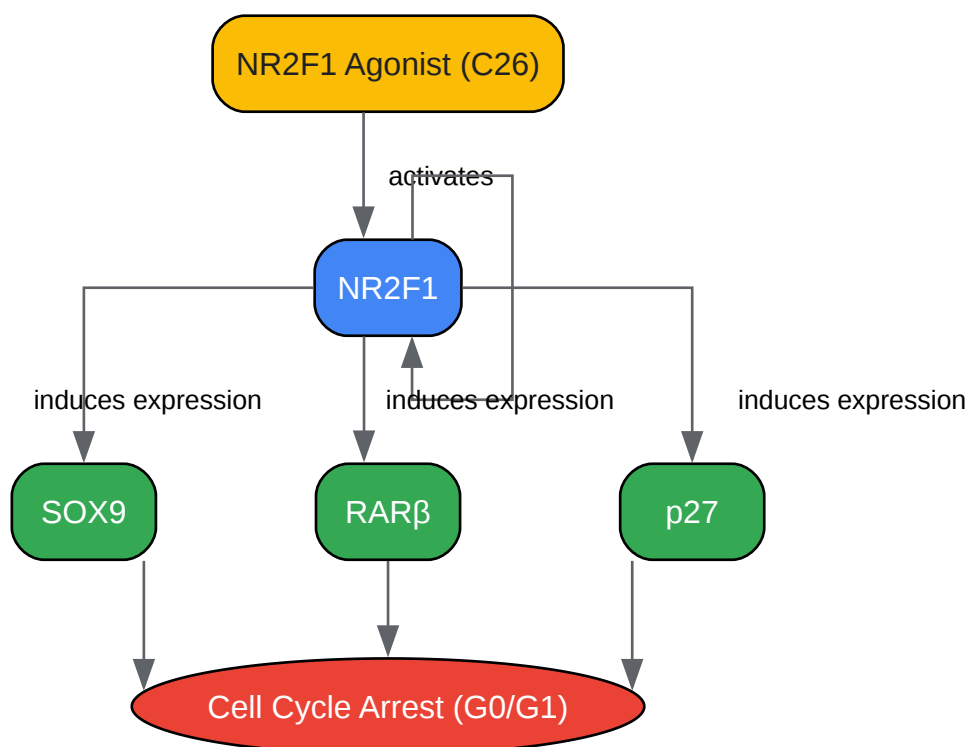 NR2F1 Agonist (C26)
activates
NR2F1
induces expression
induces expression
induces expression
SOX9
RARβ
p27
Cell Cycle Arrest (G0/G1)